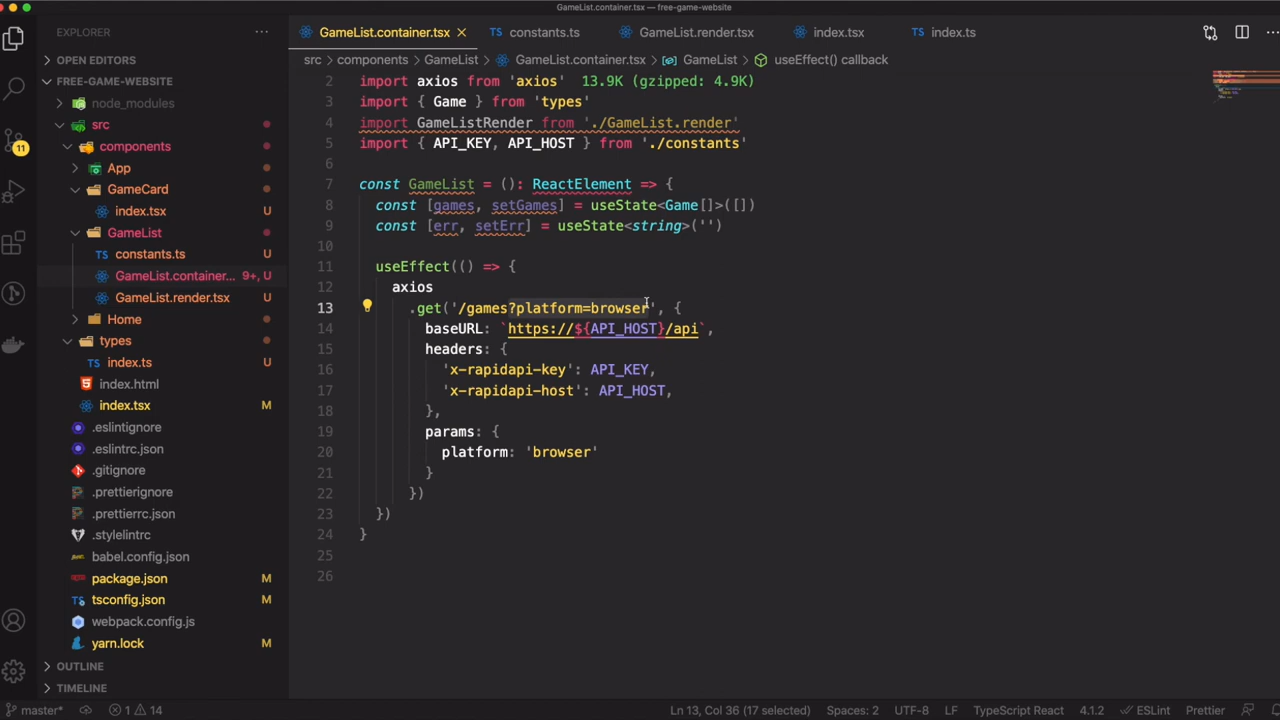 GameList.container.tsx — free-game-website
EXPLORER
OPEN EDITORS
FREE-GAME-WEBSITE
node_modules
src
components
App
GameCard
index.tsx U
GameList
constants.ts U
GameList.container... 9+, U
GameList.render.tsx U
Home
types
index.ts U
index.html
index.tsx M
.eslintignore
.eslintrc.json
.gitignore
.prettierignore
.prettierrc.json
.stylelintrc
babel.config.json
package.json M
tsconfig.json M
webpack.config.js
yarn.lock M
OUTLINE
TIMELINE
11
GameList.container.tsx constants.ts GameList.render.tsx index.tsx index.ts
src components GameList GameList.container.tsx GameList useEffect() callback
2 import axios from 'axios' 13.9K (gzipped: 4.9K)
3 import { Game } from 'types'
4 import GameListRender from './GameList.render'
5 import { API_KEY, API_HOST } from './constants'
6
7 const GameList = (): ReactElement => {
8 const [games, setGames] = useState<Game[]>([])
9 const [err, setErr] = useState<string>('')
10
11 useEffect(() => {
12 axios
13 .get('/games?platform=browser', {
14 baseURL: `https://${API_HOST}/api`,
15 headers: {
16 'x-rapidapi-key': API_KEY,
17 'x-rapidapi-host': API_HOST,
18 },
19 params: {
20 platform: 'browser'
21 }
22 })
23 })
24 }
25
26
master* 1 14 Ln 13, Col 36 (17 selected) Spaces: 2 UTF-8 LF TypeScript React 4.1.2 ESLint Prettier